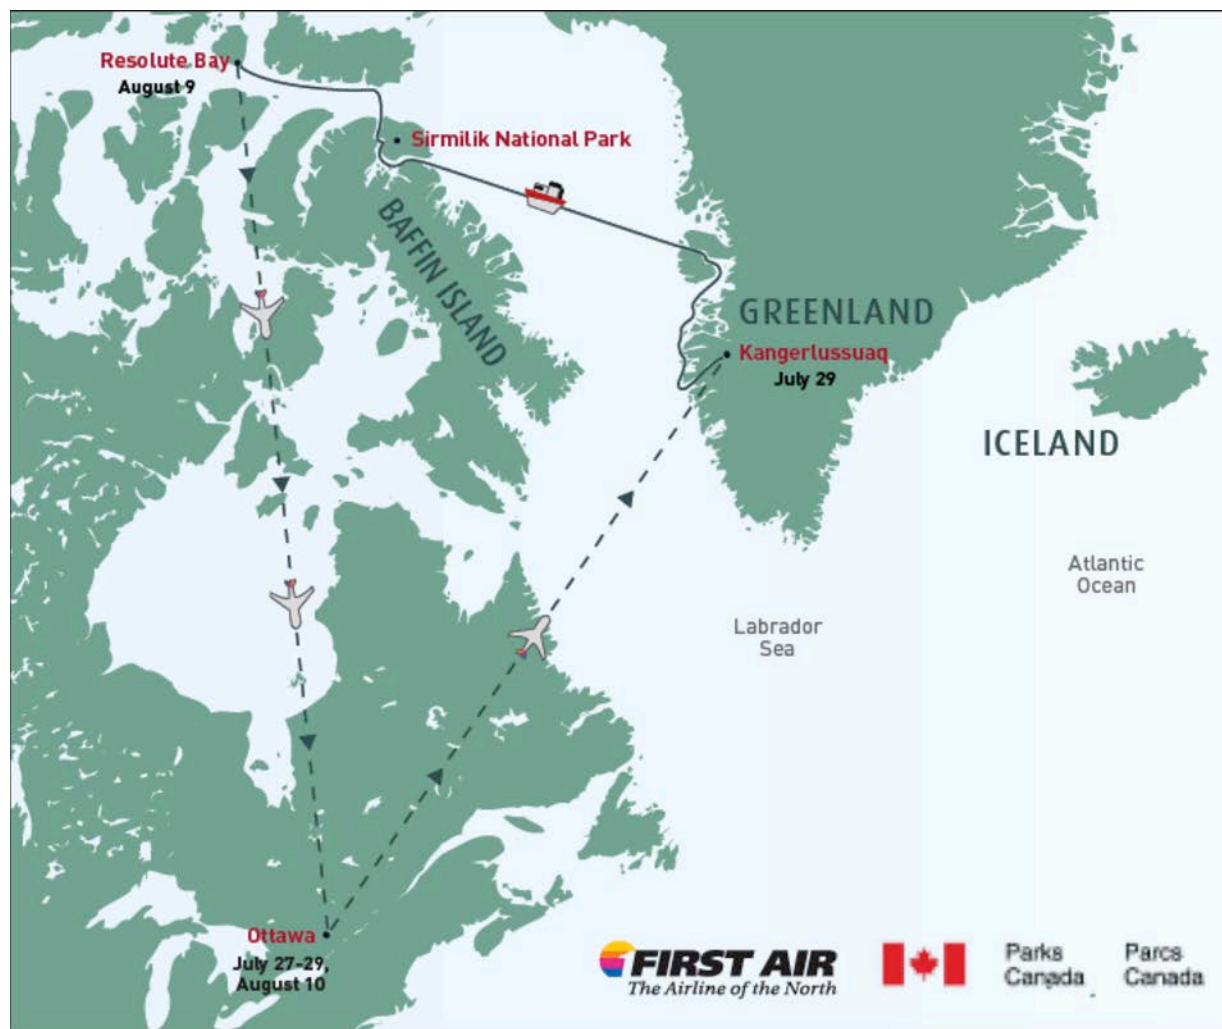 Resolute Bay
August 9
Sirmilik National Park
BAFFIN ISLAND
GREENLAND
Kangerlussuaq
July 29
ICELAND
Atlantic
Ocean
Labrador
Sea
Ottawa
July 27-29,
August 10
FIRST AIR
The Airline of the North
Parks
Canada
Parcs
Canada